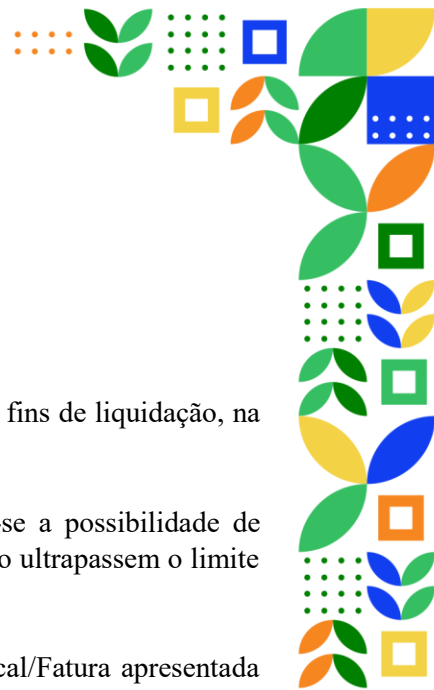 fins de liquidação, na
se a possibilidade de
o ultrapassem o limite
cal/Fatura apresentada